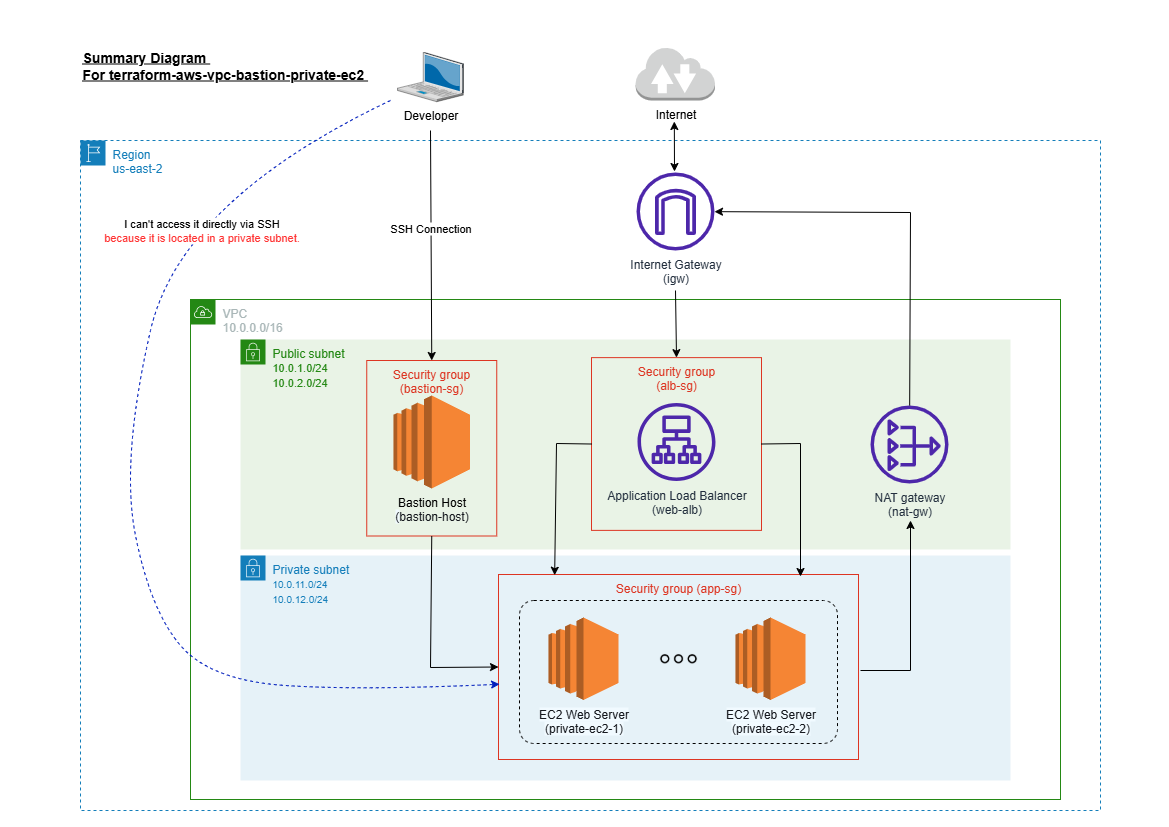 Summary Diagram
For terraform-aws-vpc-bastion-private-ec2
Developer
Internet
Region
us-east-2
I can't access it directly via SSH
because it is located in a private subnet.
SSH Connection
Internet Gateway
(igw)
VPC
10.0.0.0/16
Public subnet
10.0.1.0/24
10.0.2.0/24
Security group
(bastion-sg)
Bastion Host
(bastion-host)
Security group
(alb-sg)
Application Load Balancer
(web-alb)
NAT gateway
(nat-gw)
Private subnet
10.0.11.0/24
10.0.12.0/24
Security group (app-sg)
EC2 Web Server
(private-ec2-1)
EC2 Web Server
(private-ec2-2)